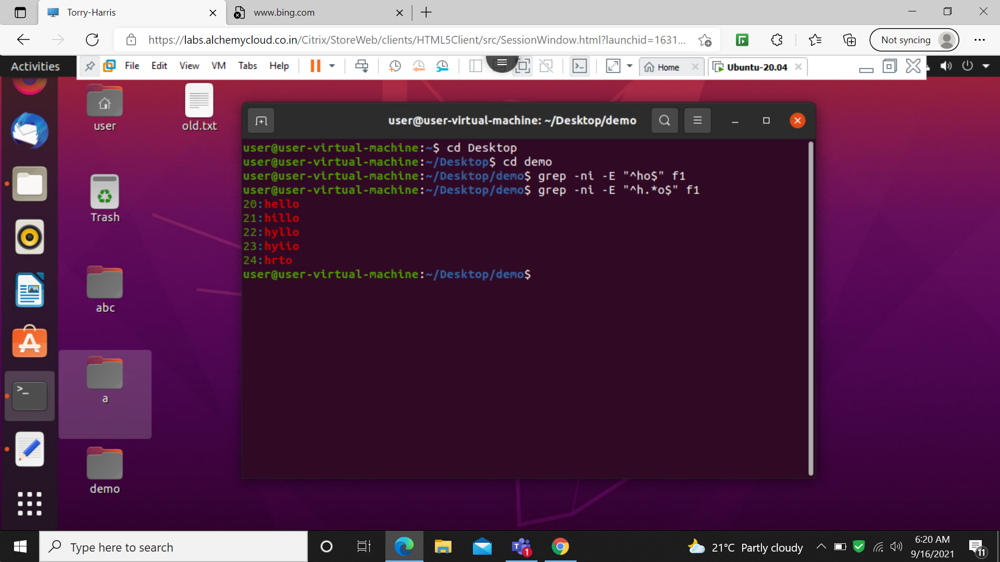 Torry-Harris
www.bing.com
https://labs.alchemycloud.co.in/Citrix/StoreWeb/clients/HTML5Client/src/SessionWindow.html?launchid=1631...
Not syncing
Activities
File Edit View VM Tabs Help
Home
Ubuntu-20.04
user
old.txt
Trash
abc
a
demo
user@user-virtual-machine: ~/Desktop/demo
user@user-virtual-machine:~$ cd Desktop
user@user-virtual-machine:~/Desktop$ cd demo
user@user-virtual-machine:~/Desktop/demo$ grep -ni -E "^ho$" f1
user@user-virtual-machine:~/Desktop/demo$ grep -ni -E "^h.*o$" f1
20:hello
21:hillo
22:hyllo
23:hyiio
24:hrto
user@user-virtual-machine:~/Desktop/demo$
Type here to search
1
21°C Partly cloudy
6:20 AM
9/16/2021
11